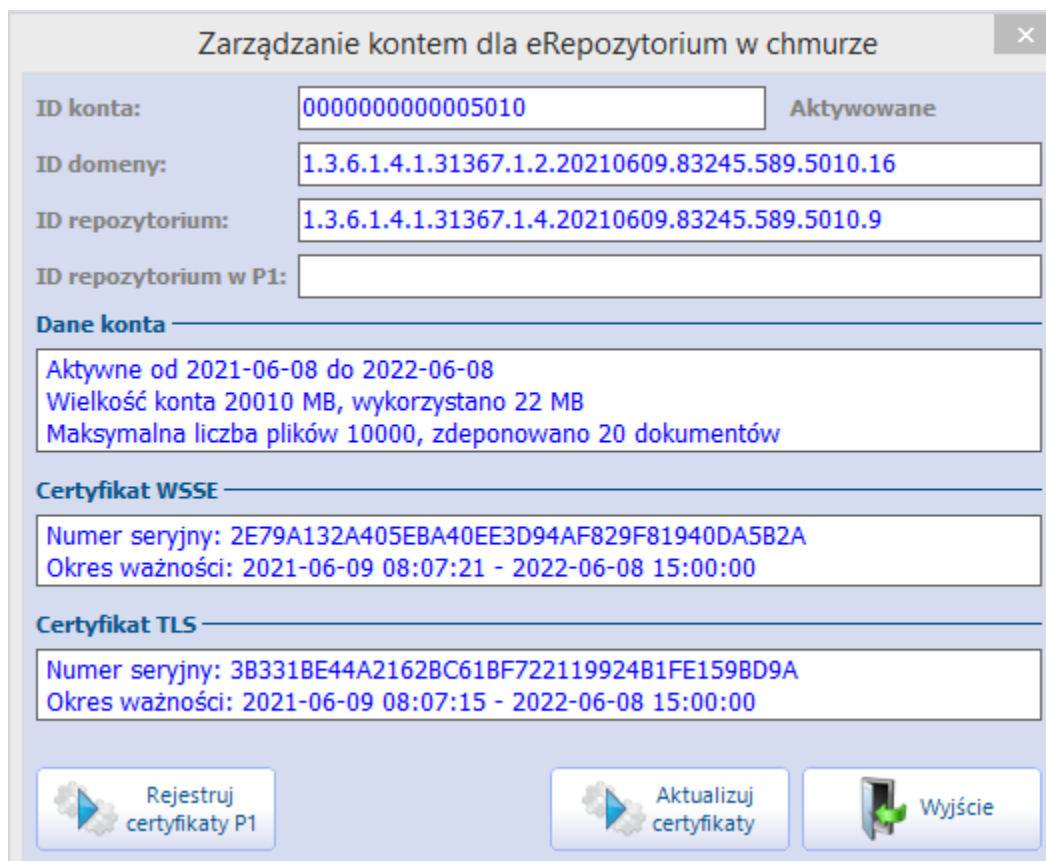 Zarządzanie kontem dla eRepozytorium w chmurze
ID konta: 0000000000005010 Aktywowane
ID domeny: 1.3.6.1.4.1.31367.1.2.20210609.83245.589.5010.16
ID repozytorium: 1.3.6.1.4.1.31367.1.4.20210609.83245.589.5010.9
ID repozytorium w P1:
Dane konta
Aktywne od 2021-06-08 do 2022-06-08
Wielkość konta 20010 MB, wykorzystano 22 MB
Maksymalna liczba plików 10000, zdeponowano 20 dokumentów
Certyfikat WSSE
Numer seryjny: 2E79A132A405EBA40EE3D94AF829F81940DA5B2A
Okres ważności: 2021-06-09 08:07:21 - 2022-06-08 15:00:00
Certyfikat TLS
Numer seryjny: 3B331BE44A2162BC61BF722119924B1FE159BD9A
Okres ważności: 2021-06-09 08:07:15 - 2022-06-08 15:00:00
Rejestruj
certyfikaty P1
Aktualizuj
certyfikaty
Wyjście